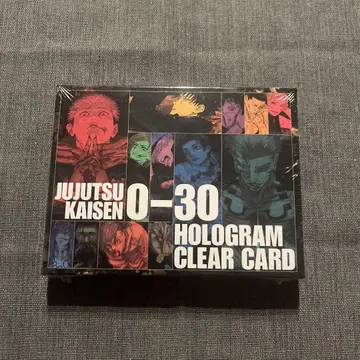 JUJUTSU
KAISEN 0-30
HOLOGRAM
CLEAR CARD